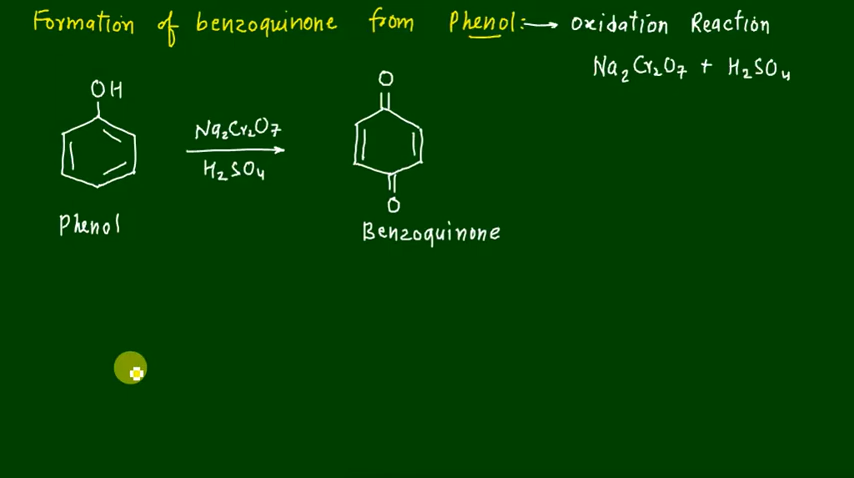 Formation of benzoquinone from Phenol:⟶ Oxidation Reaction
Na2Cr2O7 + H2SO4
OH
Na2Cr2O7
H2SO4
O
O
Phenol
Benzoquinone